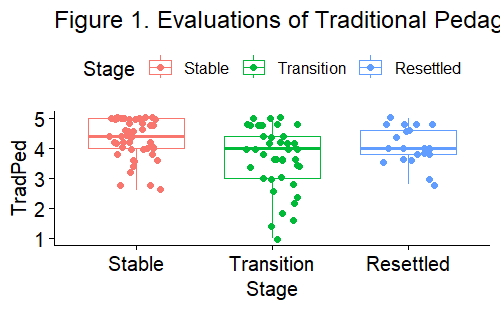 Figure 1. Evaluations of Traditional Pedag
Stage Stable Transition Resettled
TradPed
5
4
3
2
1
Stable Transition Resettled
Stage